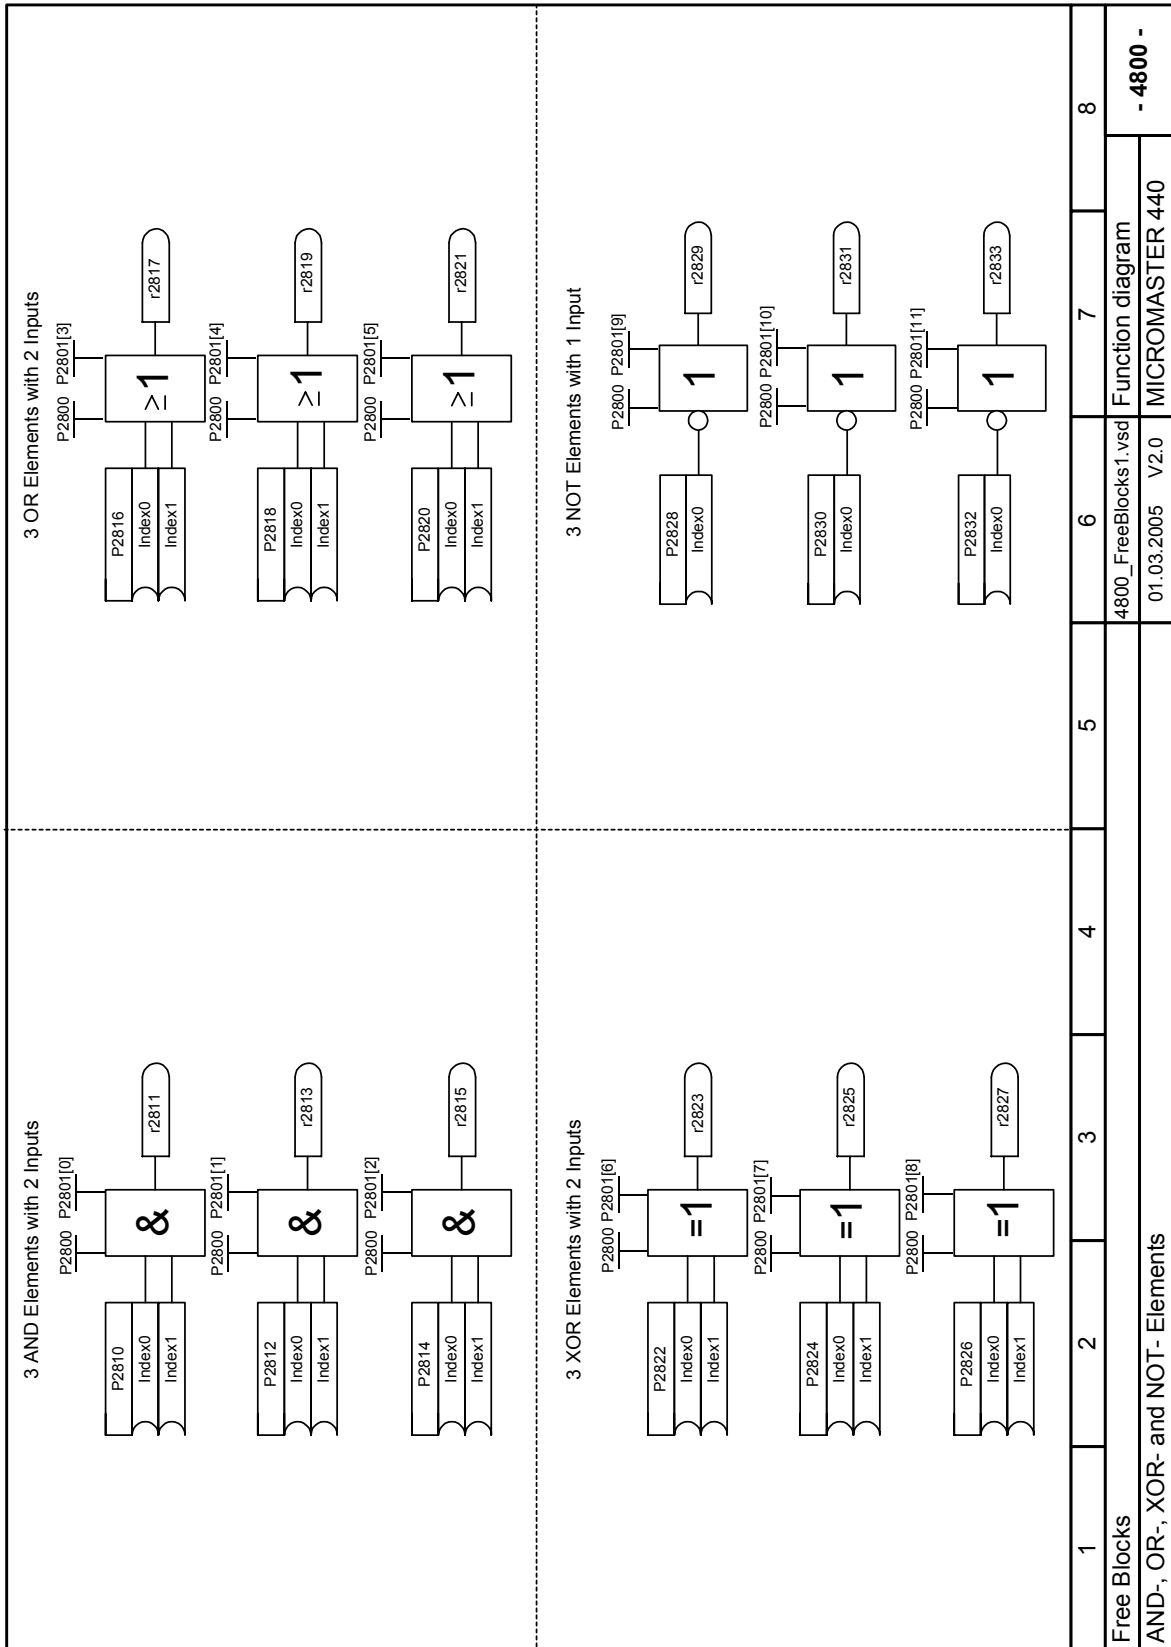 3 AND Elements with 2 Inputs
P2800 P2801[0]
P2810
Index0
Index1
&
r2811
P2800 P2801[1]
P2812
Index0
Index1
&
r2813
P2800 P2801[2]
P2814
Index0
Index1
&
r2815
3 OR Elements with 2 Inputs
P2800 P2801[3]
P2816
Index0
Index1
≥1
r2817
P2800 P2801[4]
P2818
Index0
Index1
≥1
r2819
P2800 P2801[5]
P2820
Index0
Index1
≥1
r2821
3 XOR Elements with 2 Inputs
P2800 P2801[6]
P2822
Index0
Index1
=1
r2823
P2800 P2801[7]
P2824
Index0
Index1
=1
r2825
P2800 P2801[8]
P2826
Index0
Index1
=1
r2827
3 NOT Elements with 1 Input
P2800 P2801[9]
P2828
Index0
1
r2829
P2800 P2801[10]
P2830
Index0
1
r2831
P2800 P2801[11]
P2832
Index0
1
r2833
1 2 3 4 5 6 7 8
Free Blocks 4800_FreeBlocks1.vsd Function diagram
- 4800 -
AND-, OR-, XOR- and NOT- Elements 01.03.2005 V2.0 MICROMASTER 440